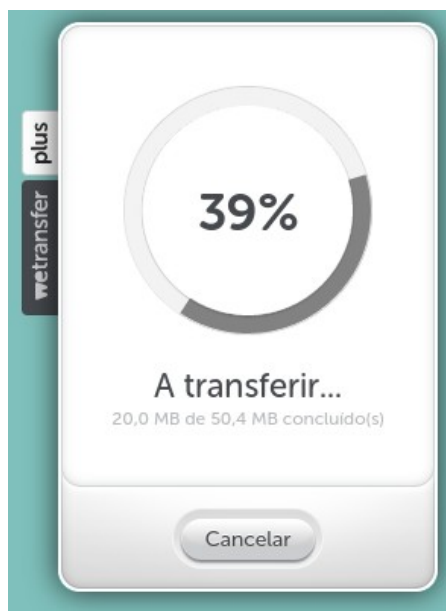 plus
wetransfer
39%
A transferir...
20,0 MB de 50,4 MB concluído(s)
Cancelar